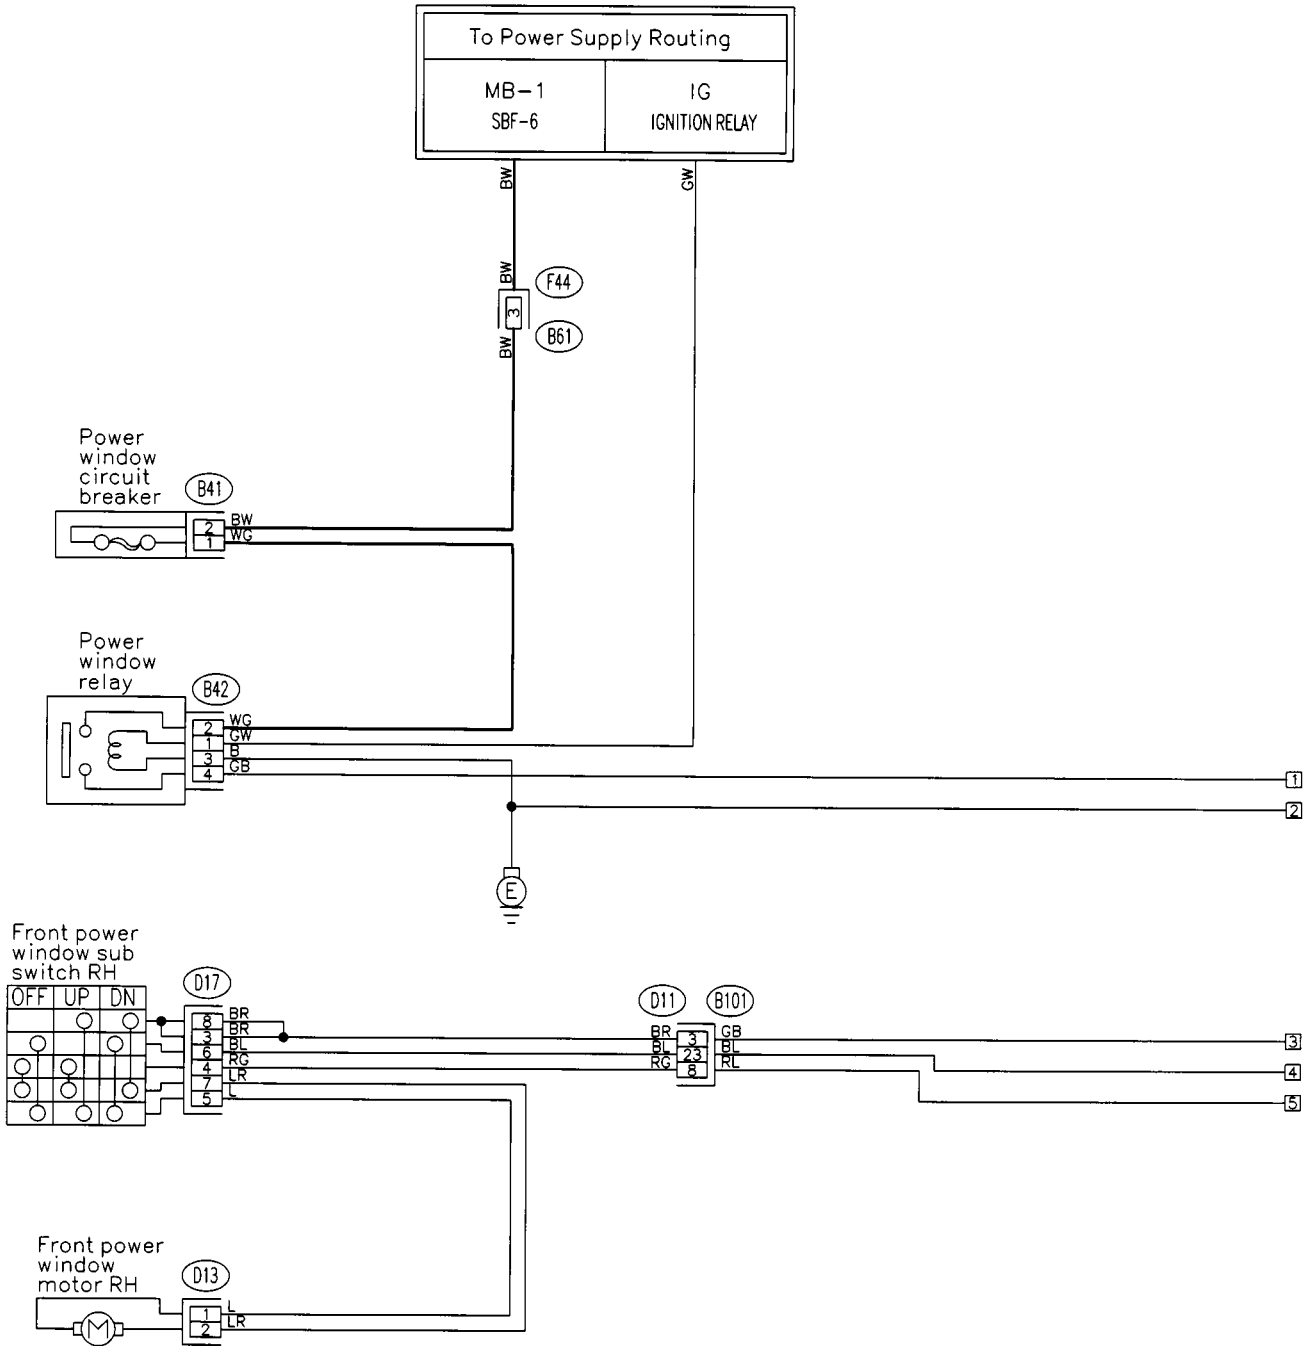 To Power Supply Routing
MB-1
SBF-6
IG
IGNITION RELAY
BW
GW
BW
F44
3
B61
BW
Power
window
circuit
breaker
B41
2
BW
1
WG
Power
window
relay
B42
2
WG
1
GW
3
B
4
GB
1
2
E
Front power
window sub
switch RH
OFF UP DN
D17
8
BR
3
BR
6
BL
4
RG
7
LR
5
L
D11
B101
BR
3
GB
BL
23
BL
RG
8
RL
3
4
5
Front power
window
motor RH
D13
M
1
L
2
LR